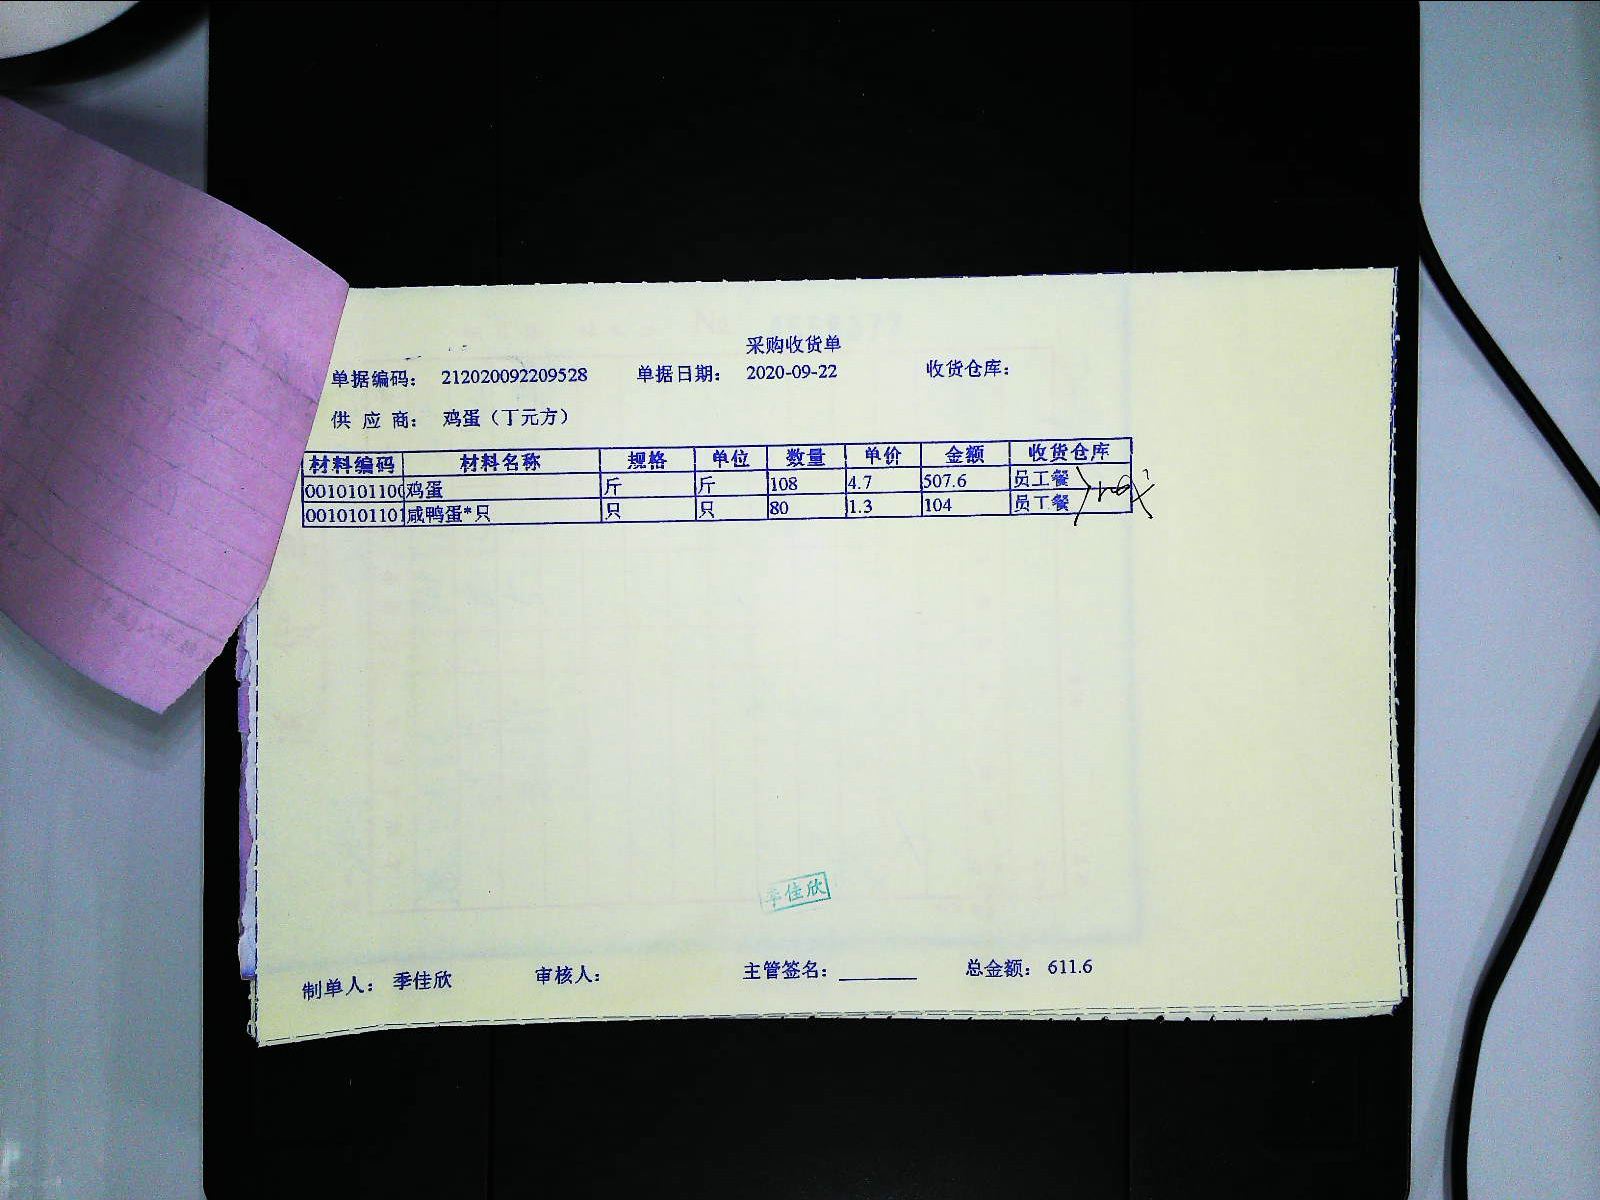 采购收货单
单据编码： 212020092209528 单据日期： 2020-09-22 收货仓库：
供 应 商： 鸡蛋（丁元方）
材料编码 材料名称 规格 单位 数量 单价 金额 收货仓库
0010101100 鸡蛋 斤 斤 108 4.7 507.6 员工餐
0010101101 咸鸭蛋*只 只 只 80 1.3 104 员工餐
季佳欣
制单人： 季佳欣 审核人： 主管签名： 总金额： 611.6